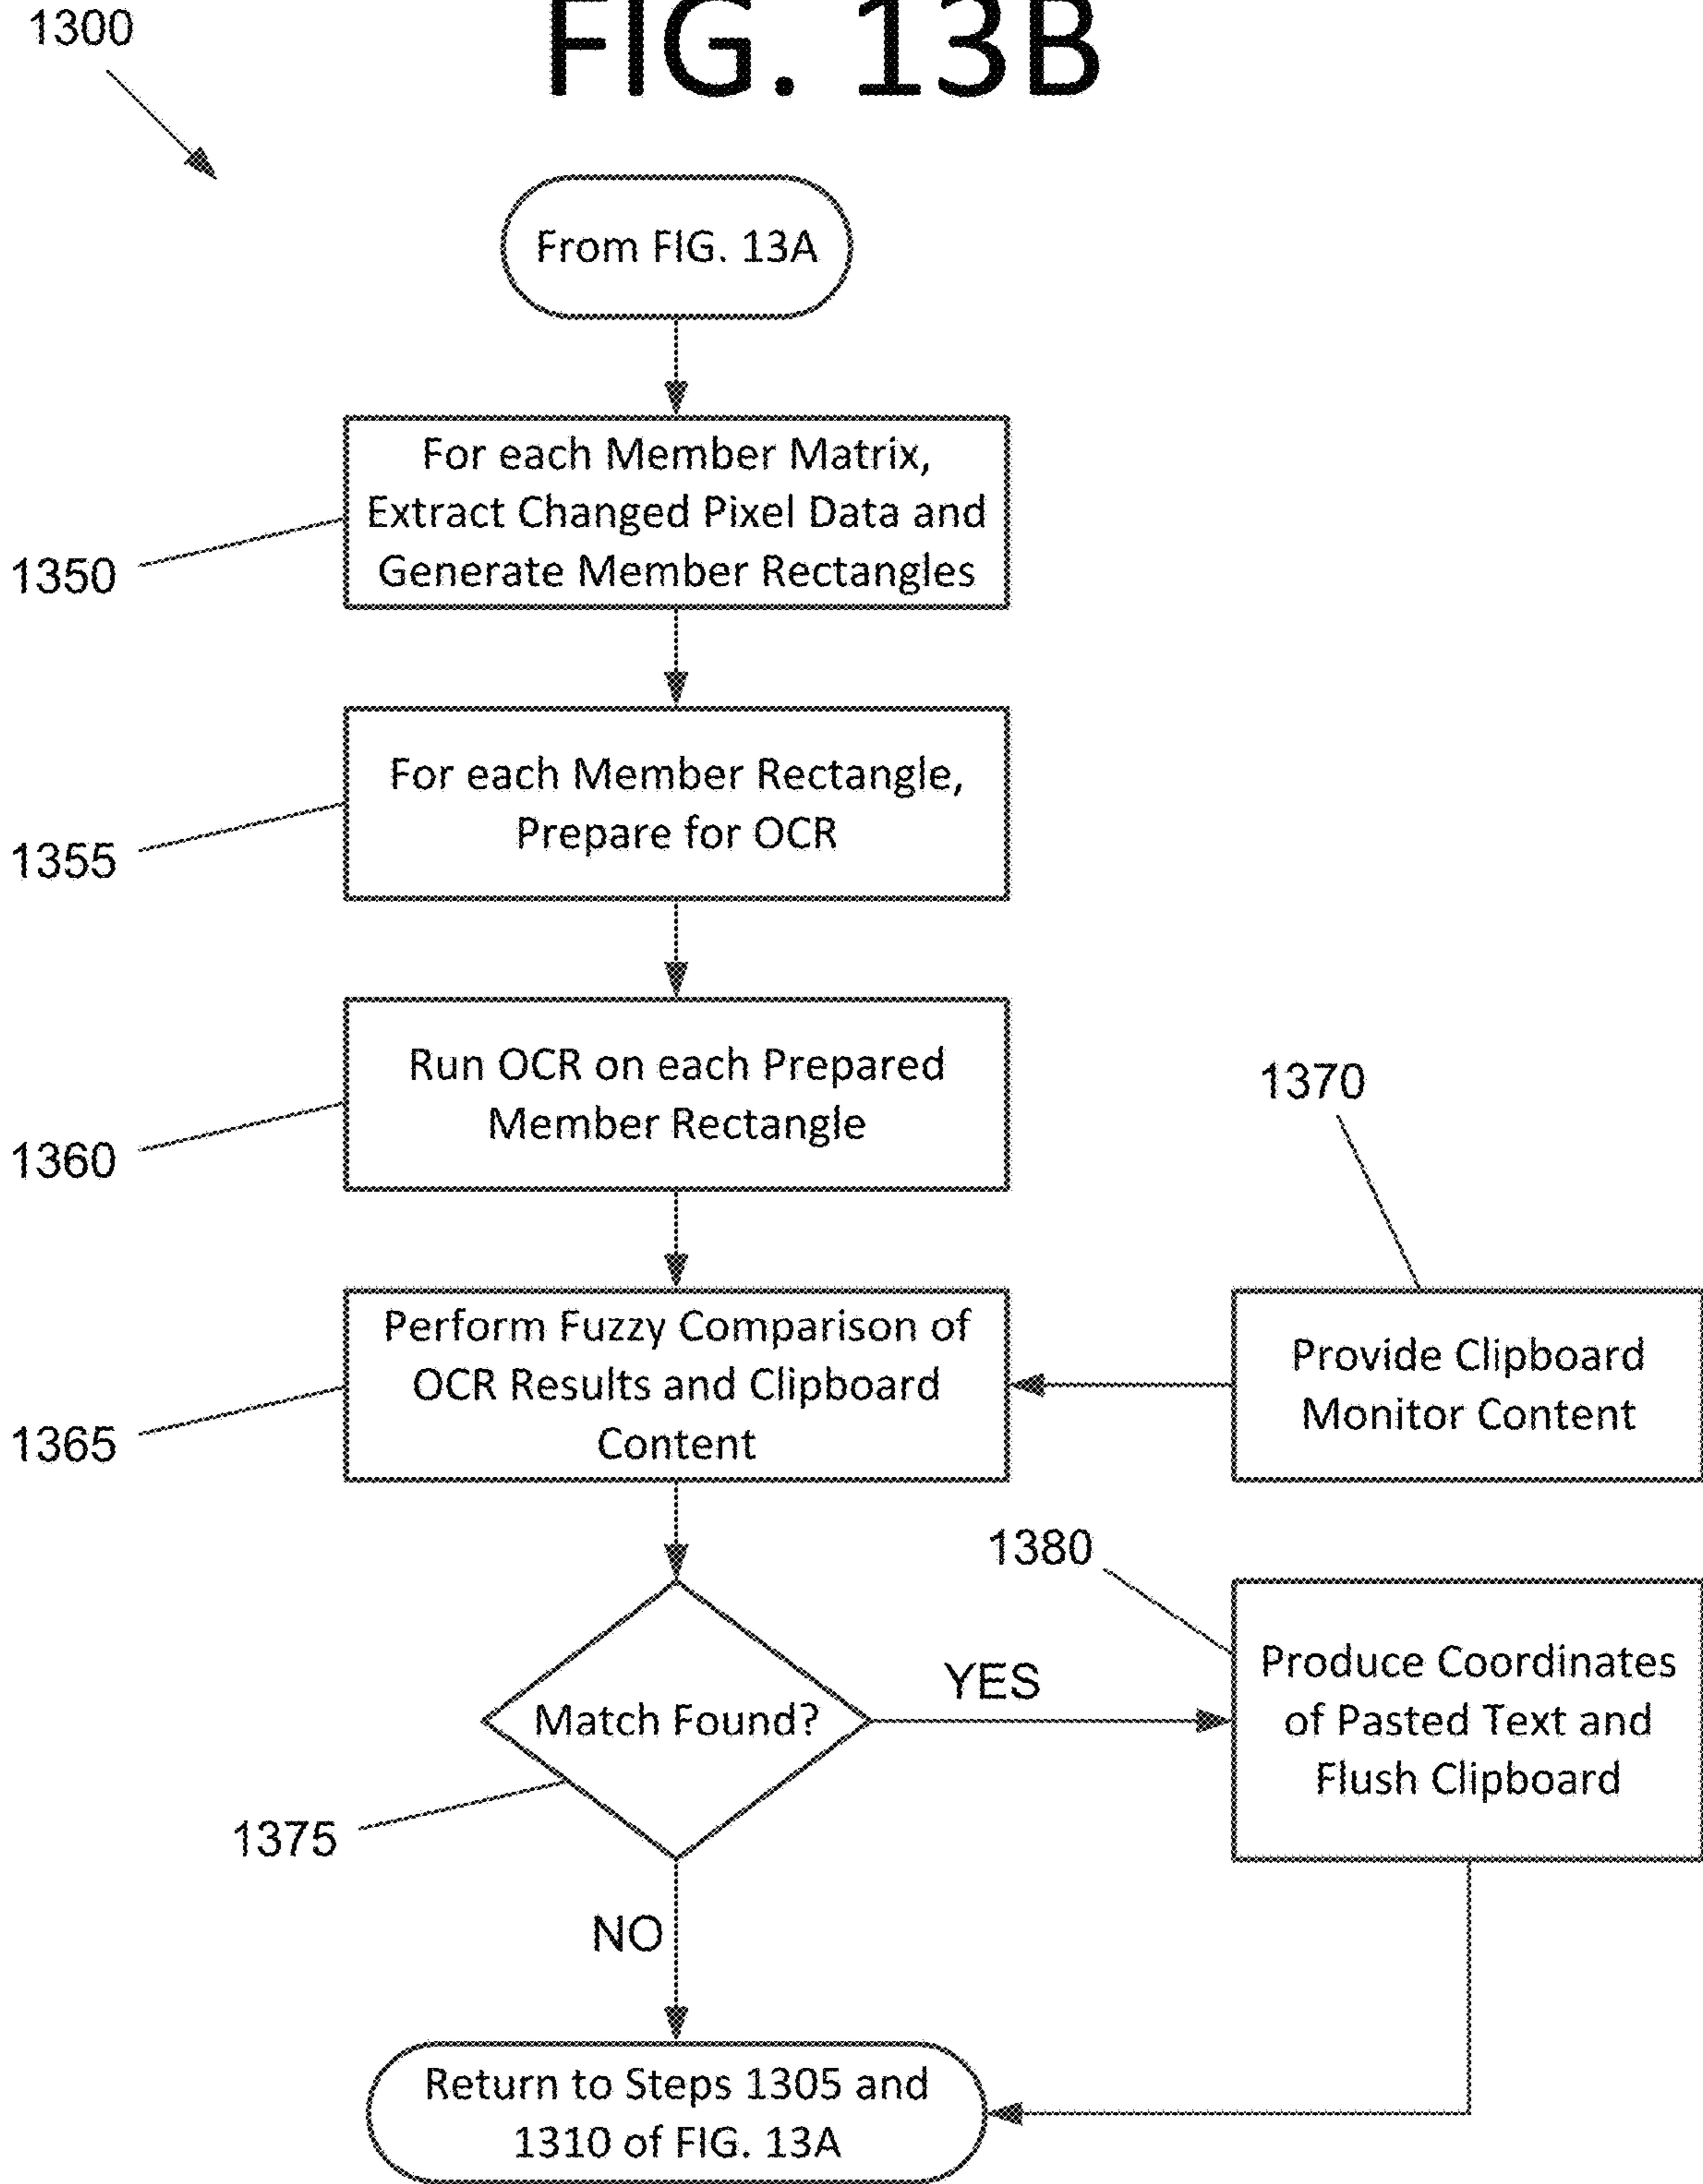 1300
FIG. 13B
From FIG. 13A
For each Member Matrix,
Extract Changed Pixel Data and
Generate Member Rectangles
1350
For each Member Rectangle,
Prepare for OCR
1355
Run OCR on each Prepared
Member Rectangle
1360
1370
Perform Fuzzy Comparison of
OCR Results and Clipboard
Content
1365
Provide Clipboard
Monitor Content
1380
Match Found?
YES
1375
Produce Coordinates
of Pasted Text and
Flush Clipboard
NO
Return to Steps 1305 and
1310 of FIG. 13A